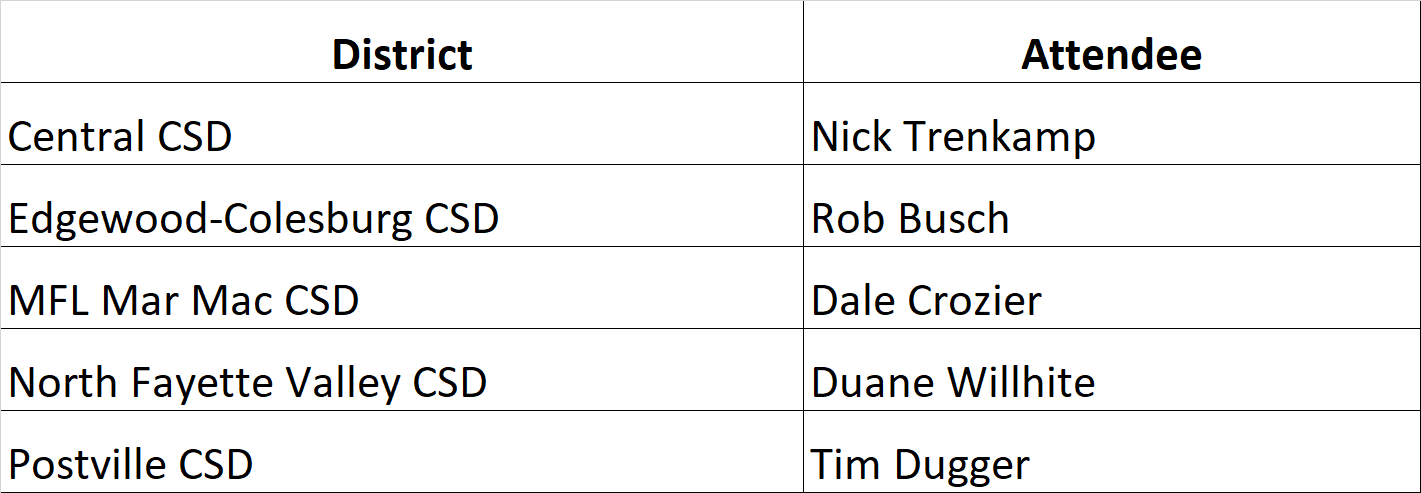 District Attendee
Central CSD Nick Trenkamp
Edgewood-Colesburg CSD Rob Busch
MFL Mar Mac CSD Dale Crozier
North Fayette Valley CSD Duane Willhite
Postville CSD Tim Dugger